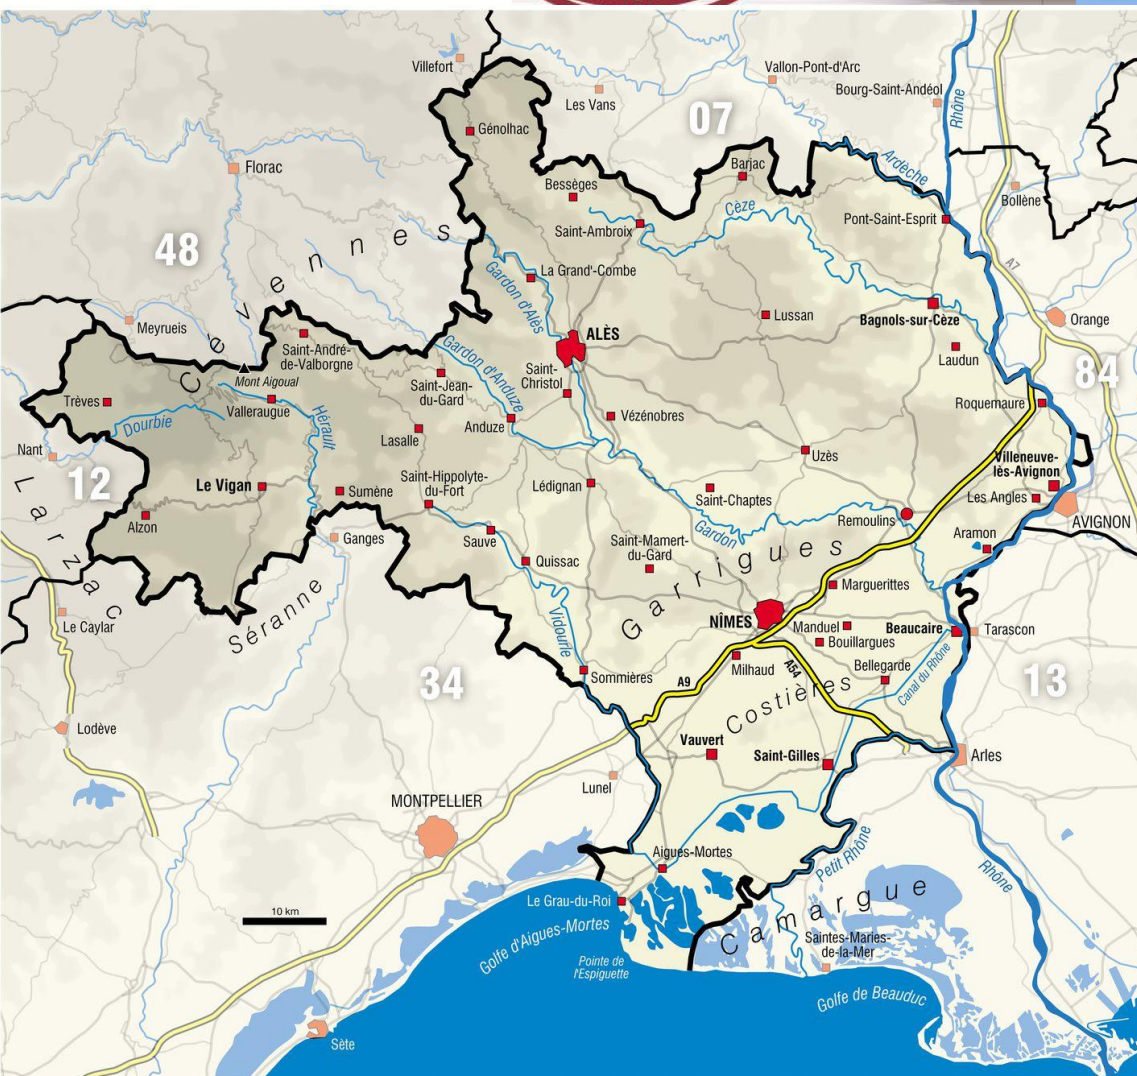 Villefort
Vallon-Pont-d'Arc
Bourg-Saint-Andéol
Les Vans
07
Rhône
Génolhac
Florac
Barjac
Ardèche
Bessèges
Bollène
Cèze
Pont-Saint-Esprit
Saint-Ambroix
48
Cévennes
La Grand'-Combe
A7
Gardon d'Alès
Lussan
Bagnols-sur-Cèze
Orange
Meyrueis
ALÈS
Saint-André-
de-Valborgne
Gardon d'Anduze
Laudun
Mont Aigoual
Saint-
Christol
84
Saint-Jean-
du-Gard
Trèves
Valleraugue
Roquemaure
Dourbie
Hérault
Vézénobres
Anduze
Lasalle
Nant
Uzès
Villeneuve-
lès-Avignon
12
Le Vigan
Sumène
Saint-Hippolyte-
du-Fort
Lédignan
Saint-Chaptes
Les Angles
Larzac
Alzon
Remoulins
AVIGNON
Ganges
Sauve
Gardon
Aramon
Saint-Mamert-
du-Gard
Quissac
Garrigues
Marguerittes
Séranne
Le Caylar
Vidourle
NÎMES
Manduel
Beaucaire
Tarascon
Bouillargues
Milhaud
Bellegarde
A54
Canal du Rhône
34
Sommières
A9
13
Costières
Lodève
Vauvert
Saint-Gilles
Arles
Lunel
MONTPELLIER
Aigues-Mortes
Petit Rhône
Rhône
Le Grau-du-Roi
Camargue
10 km
Golfe d'Aigues-Mortes
Saintes-Maries-
de-la-Mer
Pointe de
l'Espiguette
Golfe de Beauduc
Sète